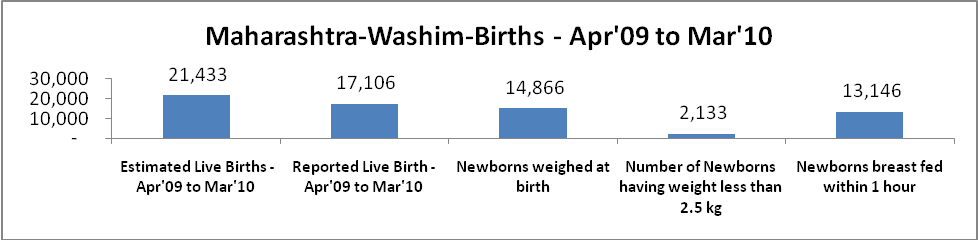 Maharashtra-Washim-Births - Apr'09 to Mar'10
30,000
20,000
10,000
-
21,433
17,106
14,866
2,133
13,146
Estimated Live Births -
Apr'09 to Mar'10
Reported Live Birth -
Apr'09 to Mar'10
Newborns weighed at
birth
Number of Newborns
having weight less than
2.5 kg
Newborns breast fed
within 1 hour